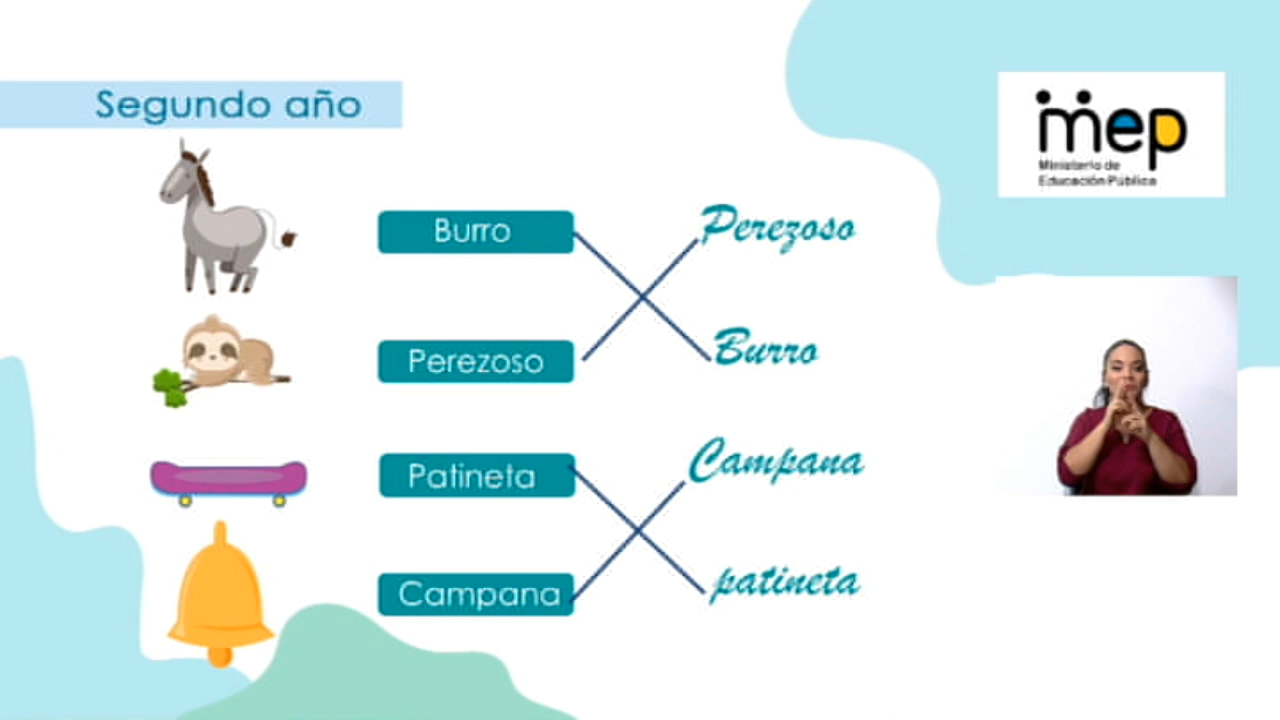 Segundo año
mep
Ministerio de
Educación Pública
Burro
Perezoso
Perezoso
Burro
Patineta
Campana
Campana
patineta